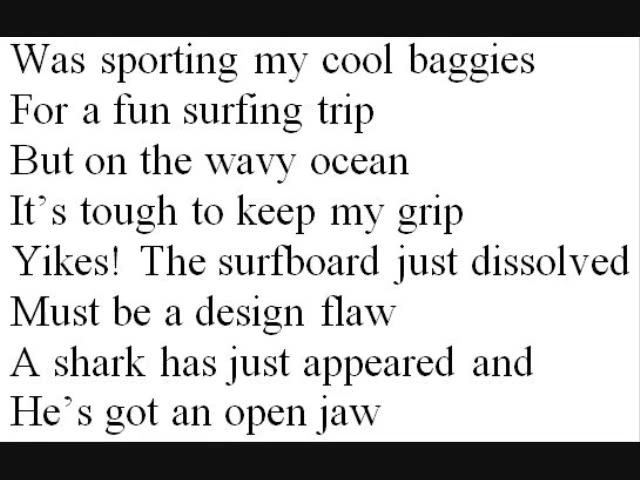 Was sporting my cool baggies
For a fun surfing trip
But on the wavy ocean
It’s tough to keep my grip
Yikes!  The surfboard just dissolved
Must be a design flaw
A shark has just appeared and
He’s got an open jaw